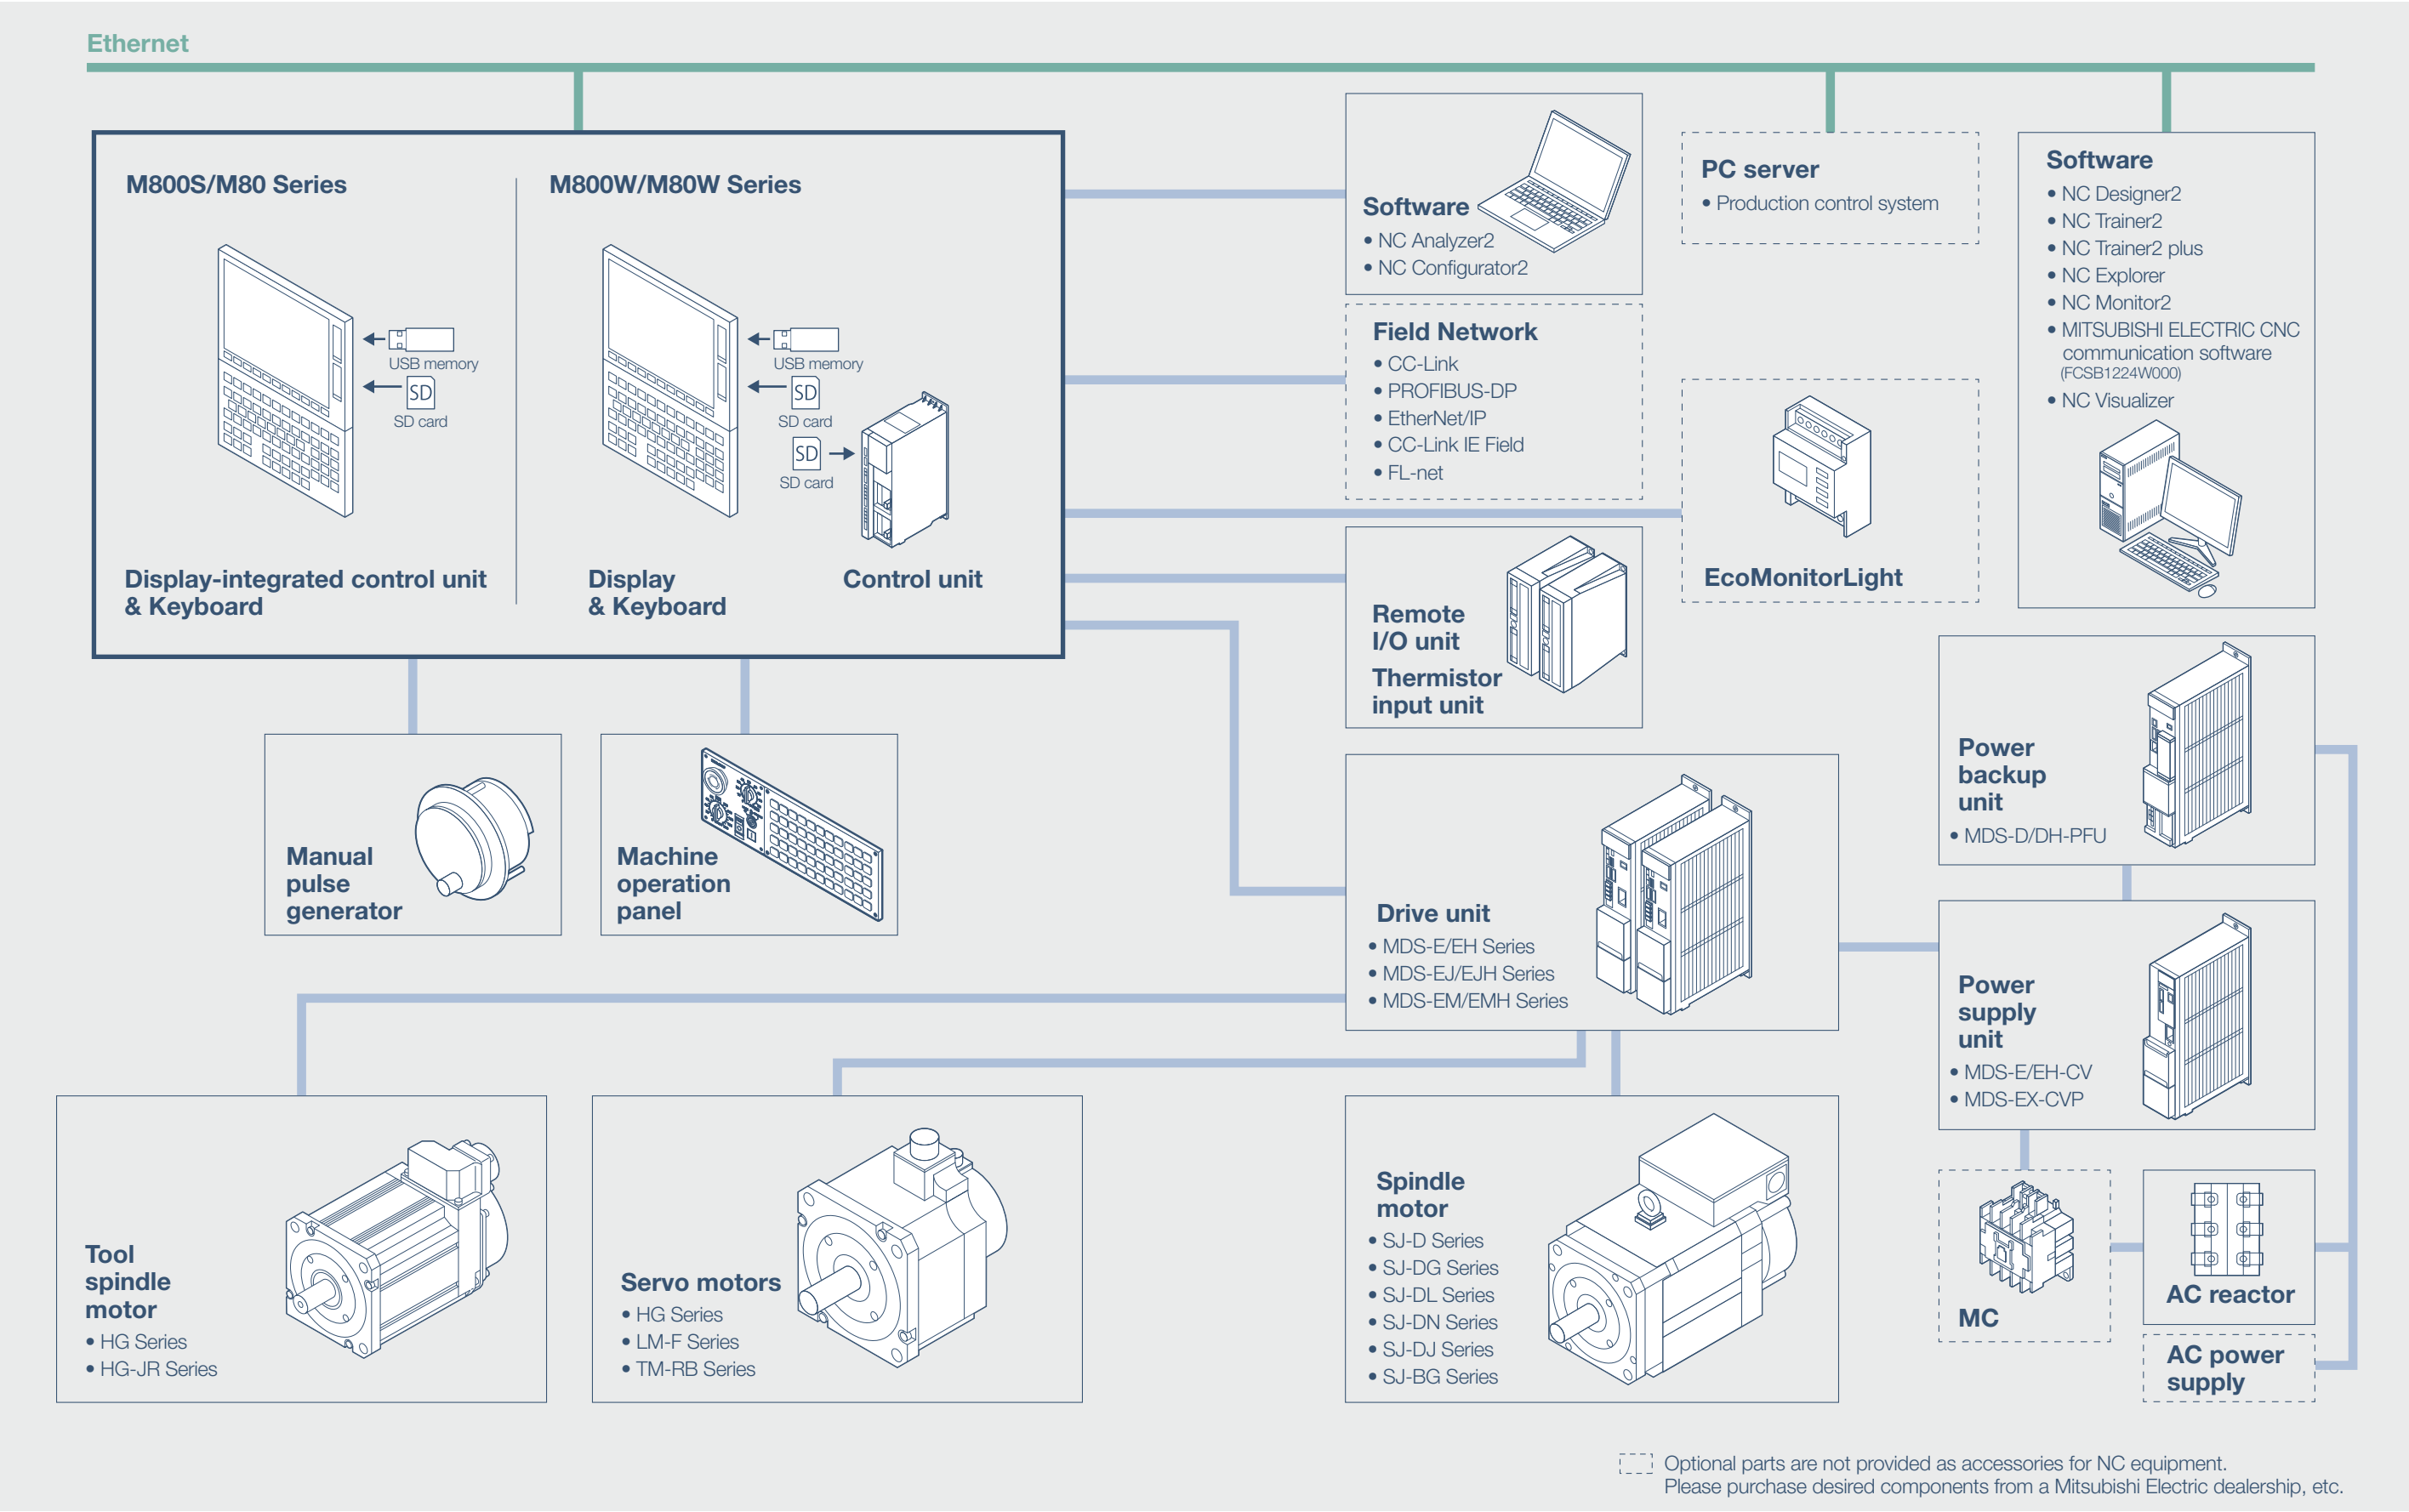 Ethernet
M800S/M80 Series
USB memory
SD
SD card
Display-integrated control unit
& Keyboard
M800W/M80W Series
USB memory
SD
SD card
SD
SD card
Display
& Keyboard
Control unit
Software
• NC Analyzer2
• NC Configurator2
PC server
• Production control system
Software
• NC Designer2
• NC Trainer2
• NC Trainer2 plus
• NC Explorer
• NC Monitor2
• MITSUBISHI ELECTRIC CNC
communication software
(FCSB1224W000)
• NC Visualizer
Field Network
• CC-Link
• PROFIBUS-DP
• EtherNet/IP
• CC-Link IE Field
• FL-net
EcoMonitorLight
Remote
I/O unit
Thermistor
input unit
Manual
pulse
generator
Machine
operation
panel
Drive unit
• MDS-E/EH Series
• MDS-EJ/EJH Series
• MDS-EM/EMH Series
Power
backup
unit
• MDS-D/DH-PFU
Power
supply
unit
• MDS-E/EH-CV
• MDS-EX-CVP
Tool
spindle
motor
• HG Series
• HG-JR Series
Servo motors
• HG Series
• LM-F Series
• TM-RB Series
Spindle
motor
• SJ-D Series
• SJ-DG Series
• SJ-DL Series
• SJ-DN Series
• SJ-DJ Series
• SJ-BG Series
MC
AC reactor
AC power
supply
Optional parts are not provided as accessories for NC equipment.
Please purchase desired components from a Mitsubishi Electric dealership, etc.